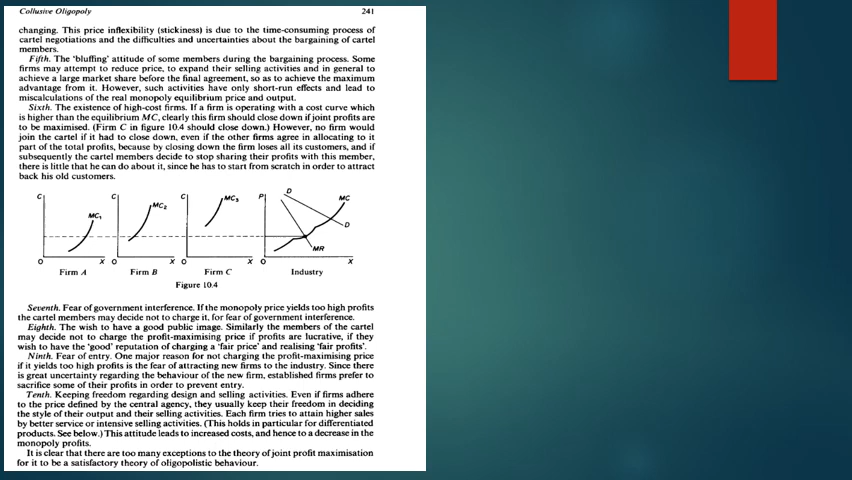 Collusive Oligopoly 241
changing. This price inflexibility (stickiness) is due to the time-consuming process of
cartel negotiations and the difficulties and uncertainties about the bargaining of cartel
members.
Fifth. The 'bluffing' attitude of some members during the bargaining process. Some
firms may attempt to reduce price, to expand their selling activities and in general to
achieve a large market share before the final agreement, so as to achieve the maximum
advantage from it. However, such activities have only short-run effects and lead to
miscalculations of the real monopoly equilibrium price and output.
Sixth. The existence of high-cost firms. If a firm is operating with a cost curve which
is higher than the equilibrium MC, clearly this firm should close down if joint profits are
to be maximised. (Firm C in figure 10.4 should close down.) However, no firm would
join the cartel if it had to close down, even if the other firms agree in allocating to it
part of the total profits, because by closing down the firm loses all its customers, and if
subsequently the cartel members decide to stop sharing their profits with this member,
there is little that he can do about it, since he has to start from scratch in order to attract
back his old customers.
C C C P D MC
MC₁ MC₂ MC₃ D
MR
O X O X O X O X
Firm A Firm B Firm C Industry
Figure 10.4
Seventh. Fear of government interference. If the monopoly price yields too high profits
the cartel members may decide not to charge it, for fear of government interference.
Eighth. The wish to have a good public image. Similarly the members of the cartel
may decide not to charge the profit-maximising price if profits are lucrative, if they
wish to have the 'good' reputation of charging a 'fair price' and realising 'fair profits'.
Ninth. Fear of entry. One major reason for not charging the profit-maximising price
if it yields too high profits is the fear of attracting new firms to the industry. Since there
is great uncertainty regarding the behaviour of the new firm, established firms prefer to
sacrifice some of their profits in order to prevent entry.
Tenth. Keeping freedom regarding design and selling activities. Even if firms adhere
to the price defined by the central agency, they usually keep their freedom in deciding
the style of their output and their selling activities. Each firm tries to attain higher sales
by better service or intensive selling activities. (This holds in particular for differentiated
products. See below.) This attitude leads to increased costs, and hence to a decrease in the
monopoly profits.
It is clear that there are too many exceptions to the theory of joint profit maximisation
for it to be a satisfactory theory of oligopolistic behaviour.